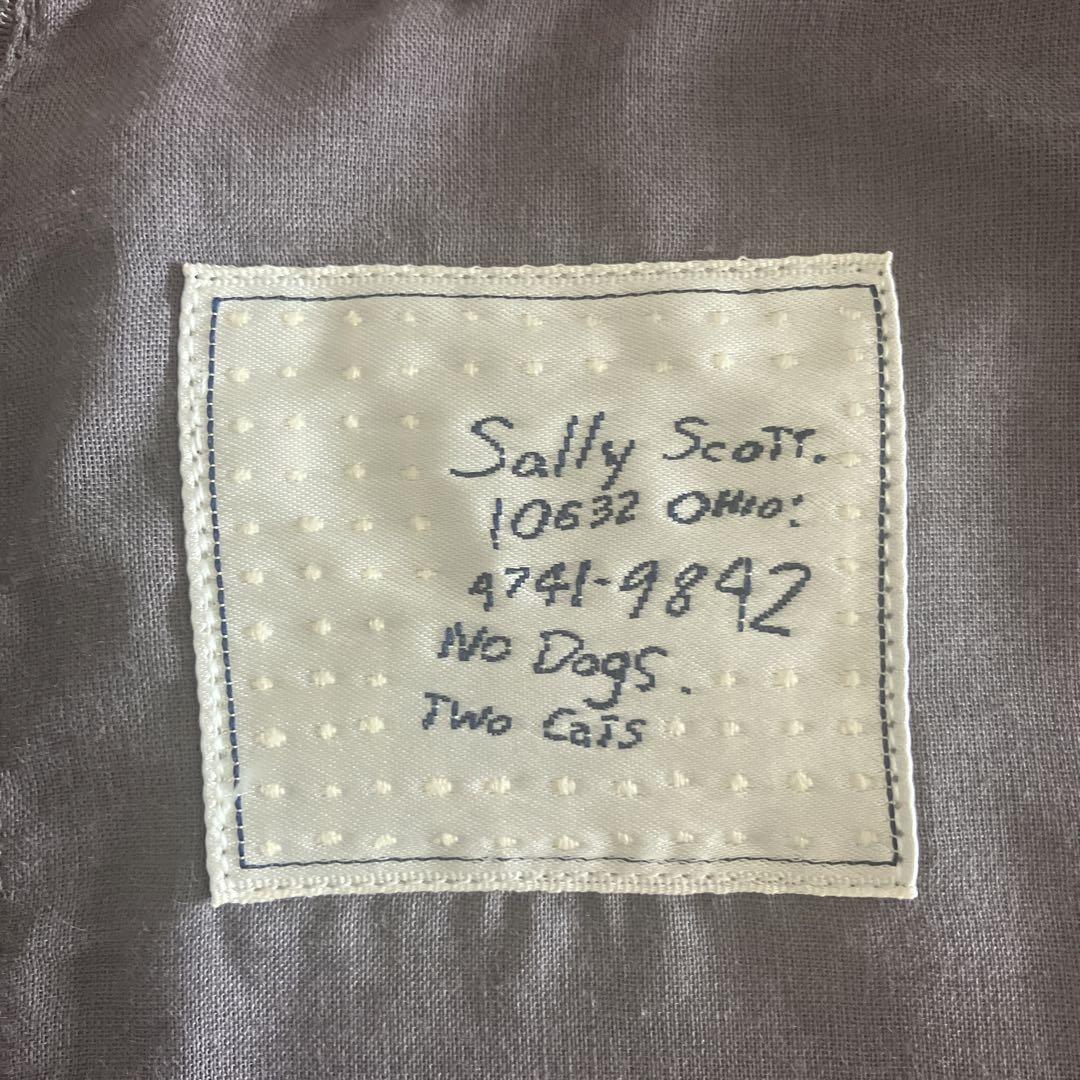 Sally Scott.
10632 Ohio:
4741-9842
No Dogs.
Two Cats